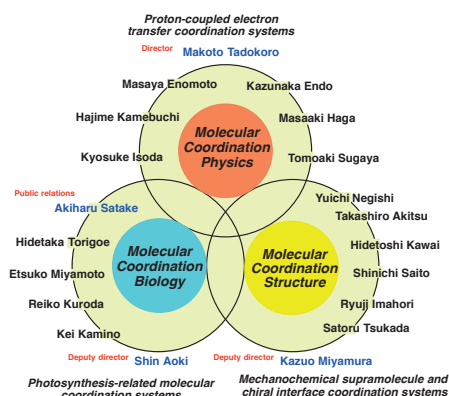 Proton-coupled electron
transfer coordination systems
Director Makoto Tadokoro
Masaya Enomoto
Kazunaka Endo
Hajime Kamebuchi
Masaaki Haga
Kyosuke Isoda
Tomoaki Sugaya
Molecular
Coordination
Physics
Public relations
Akiharu Satake
Hidetaka Torigoe
Etsuko Miyamoto
Reiko Kuroda
Kei Kamino
Molecular
Coordination
Biology
Deputy director Shin Aoki
Yuichi Negishi
Takashiro Akitsu
Hidetoshi Kawai
Shinichi Saito
Ryuji Imahori
Satoru Tsukada
Molecular
Coordination
Structure
Deputy director Kazuo Miyamura
Photosynthesis-related molecular
coordination systems
Mechanochemical supramolecule and
chiral interface coordination systems